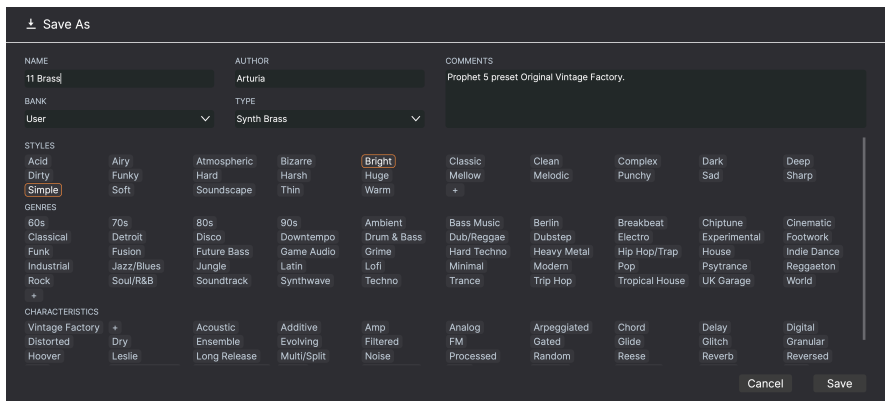 Save As
NAME AUTHOR COMMENTS
11 Brass Arturia Prophet 5 preset Original Vintage Factory.
BANK TYPE
User Synth Brass
STYLES
Acid Airy Atmospheric Bizarre Bright Classic Clean Complex Dark Deep
Dirty Funky Hard Harsh Huge Mellow Melodic Punchy Sad Sharp
Simple Soft Soundscape Thin Warm +
GENRES
60s 70s 80s 90s Ambient Bass Music Berlin Breakbeat Chiptune Cinematic
Classical Detroit Disco Downtempo Drum & Bass Dub/Reggae Dubstep Electro Experimental Footwork
Funk Fusion Future Bass Game Audio Grime Hard Techno Heavy Metal Hip Hop/Trap House Indie Dance
Industrial Jazz/Blues Jungle Latin Lofi Minimal Modern Pop Psytrance Reggaeton
Rock Soul/R&B Soundtrack Synthwave Techno Trance Trip Hop Tropical House UK Garage World
+
CHARACTERISTICS
Vintage Factory + Acoustic Additive Amp Analog Arpeggiated Chord Delay Digital
Distorted Dry Ensemble Evolving Filtered FM Gated Glide Glitch Granular
Hoover Leslie Long Release Multi/Split Noise Processed Random Reese Reverb Reversed
Cancel Save